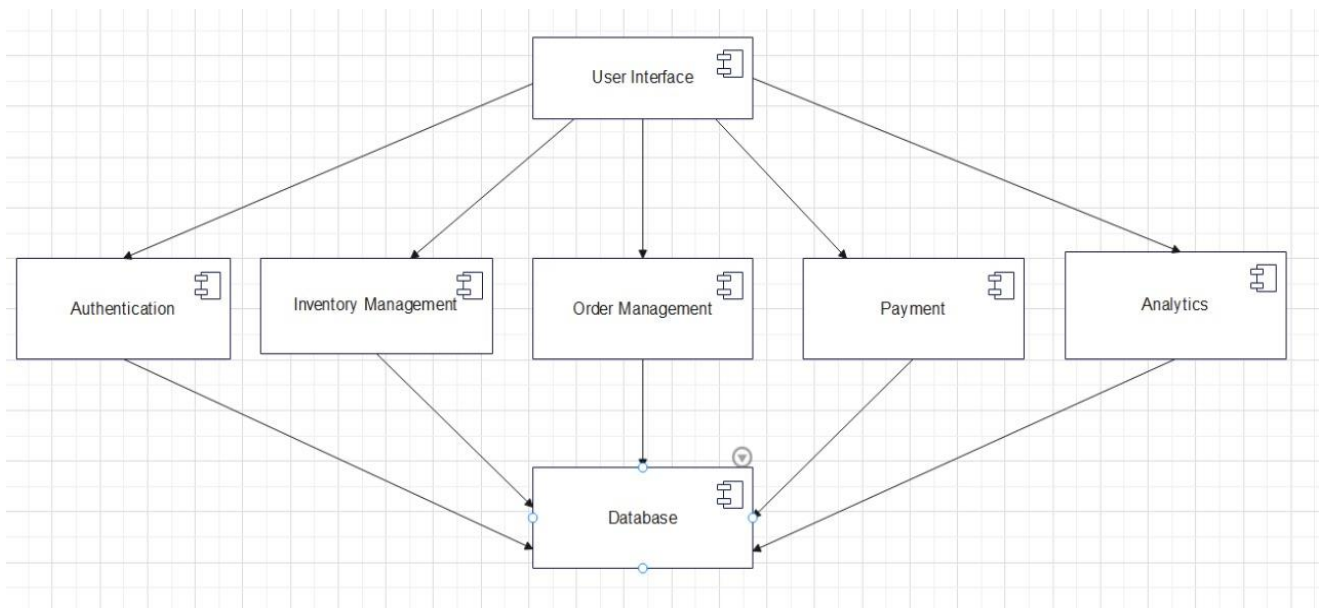 User Interface
Authentication
Inventory Management
Order Management
Payment
Analytics
Database